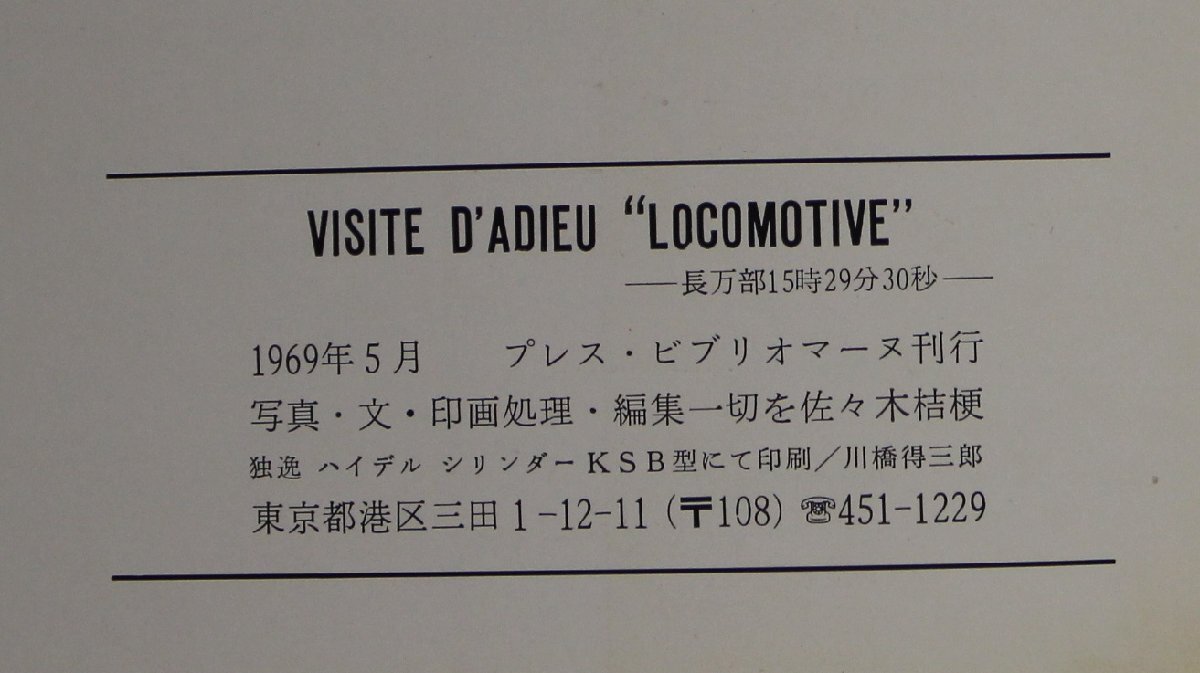 VISITE D'ADIEU “LOCOMOTIVE”
——長万部15時29分30秒——
1969年5月　プレス・ビブリオマーヌ刊行
写真・文・印画処理・編集一切を佐々木桔梗
独逸 ハイデル シリンダーKSB型にて印刷／川橋得三郎
東京都港区三田1-12-11（〒108）☎451-1229